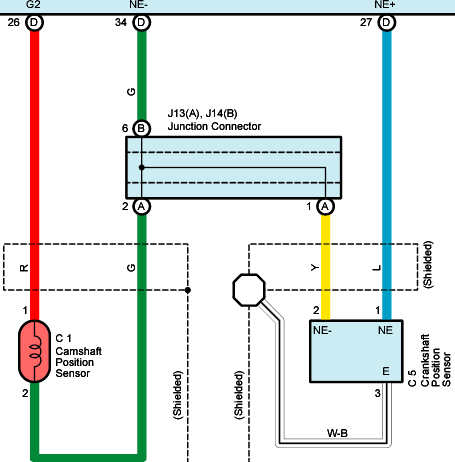 G2 NE- NE+
26 D 34 D 27 D
G
6 B
J13(A), J14(B)
Junction Connector
2 A 1 A
R G Y L
(Shielded)
1 2 1
C 1
Camshaft
Position
Sensor
NE- NE
E
C 5
Crankshaft
Position
Sensor
2 3
(Shielded)
(Shielded)
W-B